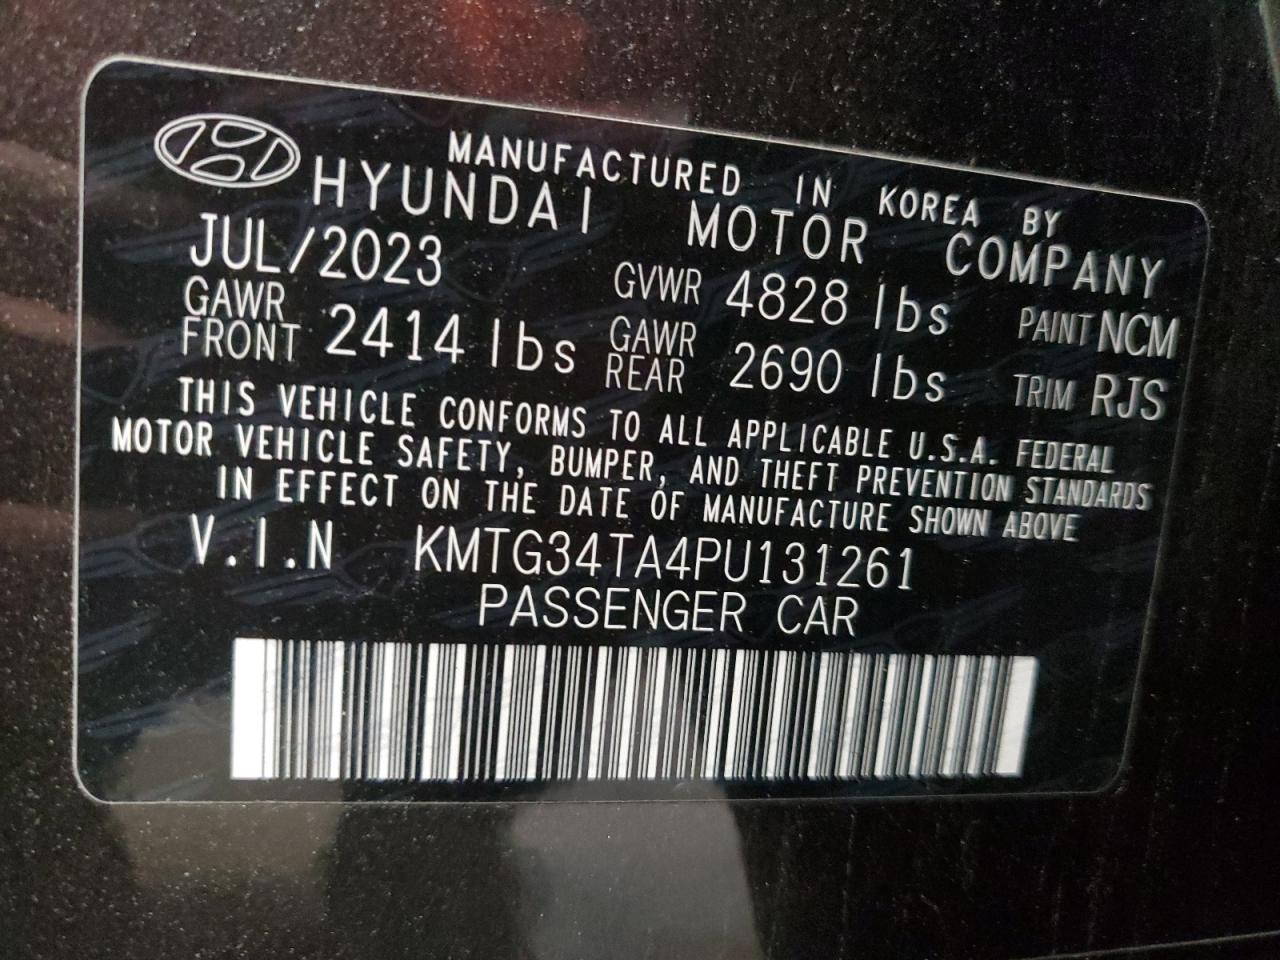 MANUFACTURED IN KOREA BY
HYUNDAI MOTOR COMPANY
JUL/2023 GVWR 4828 lbs PAINT NCM
GAWR FRONT 2414 lbs GAWR REAR 2690 lbs TRIM RJS
THIS VEHICLE CONFORMS TO ALL APPLICABLE U.S.A. FEDERAL
MOTOR VEHICLE SAFETY, BUMPER, AND THEFT PREVENTION STANDARDS
IN EFFECT ON THE DATE OF MANUFACTURE SHOWN ABOVE
V.I.N KMTG34TA4PU131261
PASSENGER CAR